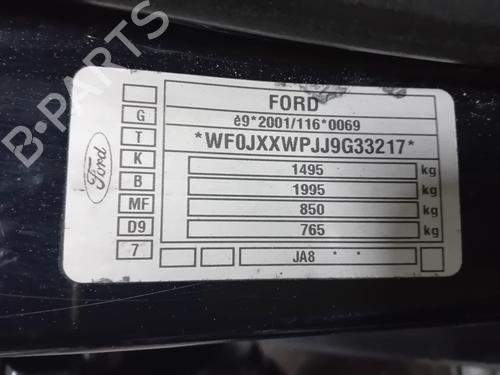 B-PARTS
FORD
é9*2001/116*0069
*WF0JXXWPJJ9G33217*
1495 kg
1995 kg
850 kg
765 kg
JA8 * *
G
T
K
B
MF
D9
7
Ford